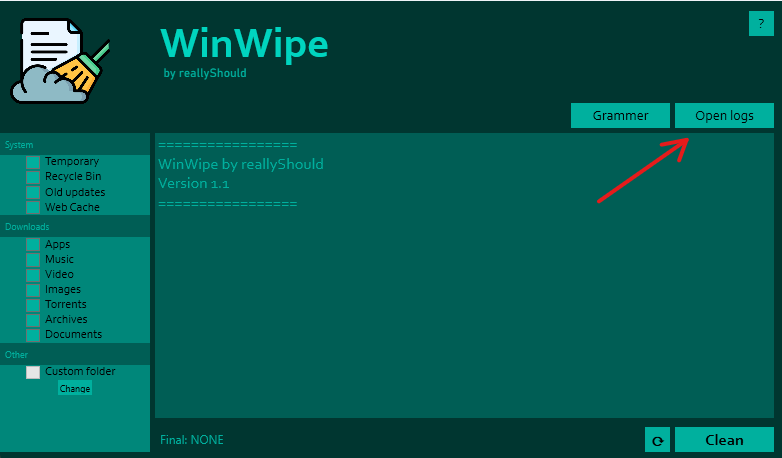 WinWipe
?
by reallyShould
Grammer
Open logs
System
Temporary
Recycle Bin
Old updates
Web Cache
Downloads
Apps
Music
Video
Images
Torrents
Archives
Documents
Other
Custom folder
Change
=================
WinWipe by reallyShould
Version 1.1
=================
Final: NONE
Clean